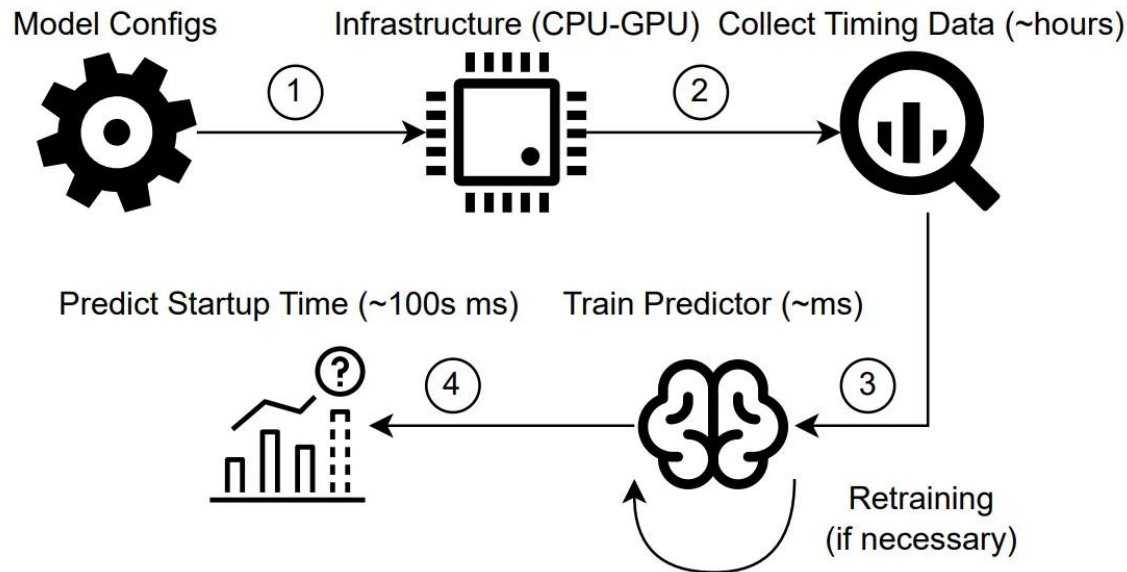 Model Configs
Infrastructure (CPU-GPU)
Collect Timing Data (~hours)
1
2
Predict Startup Time (~100s ms)
Train Predictor (~ms)
?
4
3
Retraining
(if necessary)